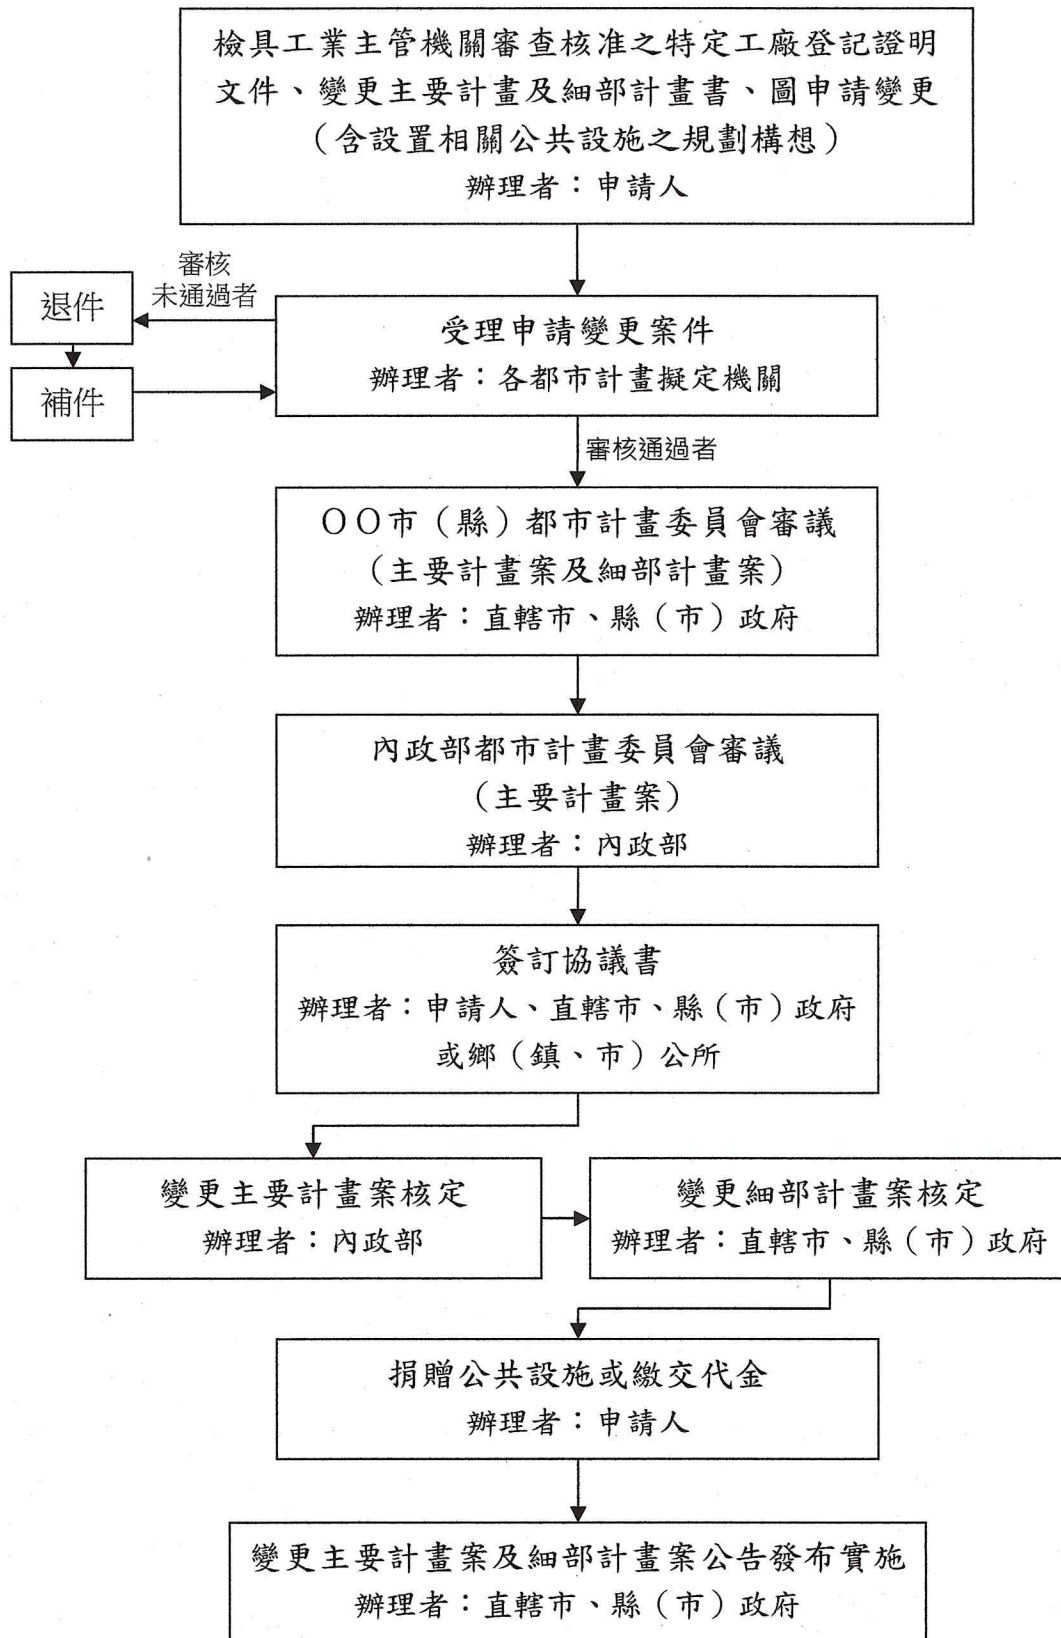 檢具工業主管機關審查核准之特定工廠登記證明
文件、變更主要計畫及細部計畫書、圖申請變更
（含設置相關公共設施之規劃構想）
辦理者：申請人
審核
未通過者
退件
補件
受理申請變更案件
辦理者：各都市計畫擬定機關
審核通過者
〇〇市（縣）都市計畫委員會審議
（主要計畫案及細部計畫案）
辦理者：直轄市、縣（市）政府
內政部都市計畫委員會審議
（主要計畫案）
辦理者：內政部
簽訂協議書
辦理者：申請人、直轄市、縣（市）政府
或鄉（鎮、市）公所
變更主要計畫案核定
辦理者：內政部
變更細部計畫案核定
辦理者：直轄市、縣（市）政府
捐贈公共設施或繳交代金
辦理者：申請人
變更主要計畫案及細部計畫案公告發布實施
辦理者：直轄市、縣（市）政府